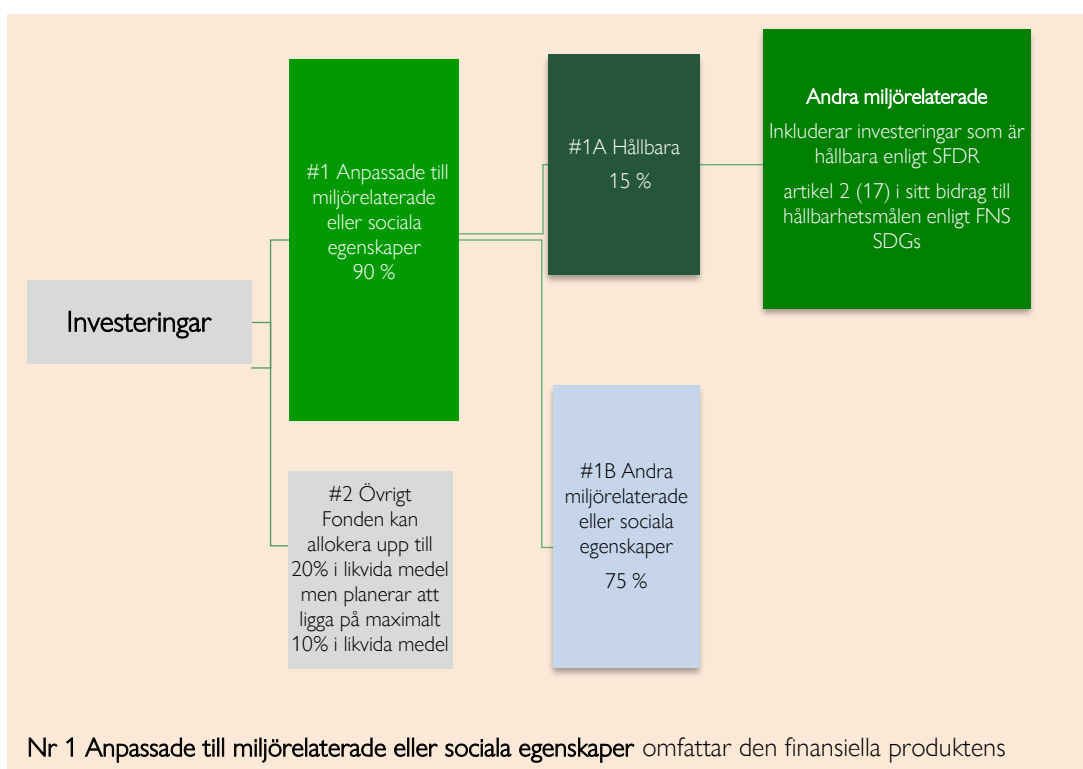 Investeringar
#1 Anpassade till
miljörelaterade
eller sociala
egenskaper
90 %
#2 Övrigt
Fonden kan
allokera upp till
20% i likvida medel
men planerar att
ligga på maximalt
10% i likvida medel
#1A Hållbara
15 %
#1B Andra
miljörelaterade
eller sociala
egenskaper
75 %
Andra miljörelaterade
Inkluderar investeringar som är
hållbara enligt SFDR
artikel 2 (17) i sitt bidrag till
hållbarhetsmålen enligt FNS
SDGs
Nr 1 Anpassade till miljörelaterade eller sociala egenskaper omfattar den finansiella produktens